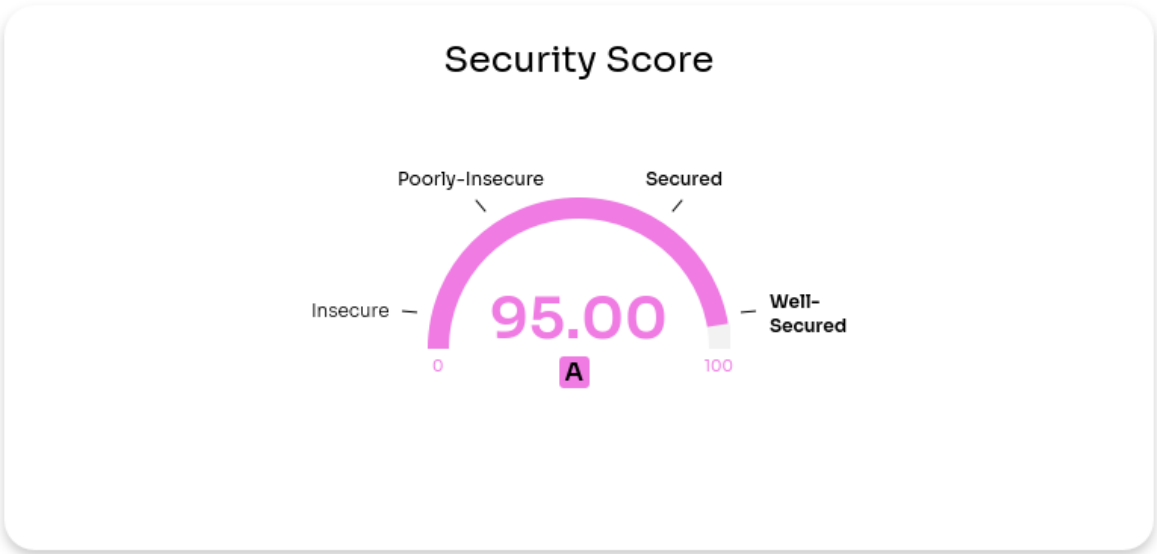 Security Score
Poorly-Insecure
Secured
Insecure
Well-
Secured
95.00
0
100
A